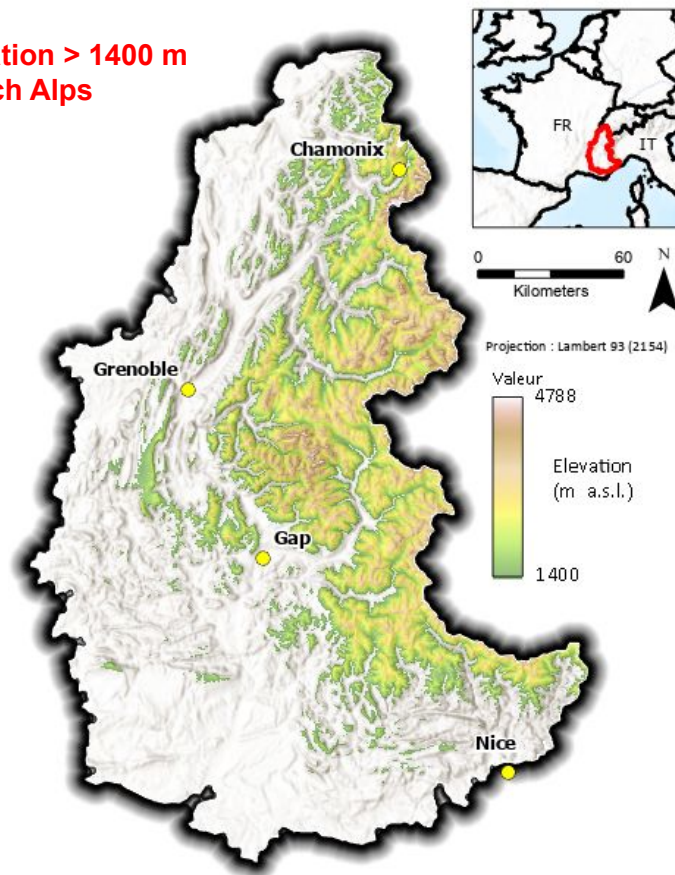 tion > 1400 m
ch Alps
Chamonix
Grenoble
Gap
Nice
FR
IT
0 60
Kilometers
N
Projection : Lambert 93 (2154)
Valeur
4788
Elevation
(m a.s.l.)
1400